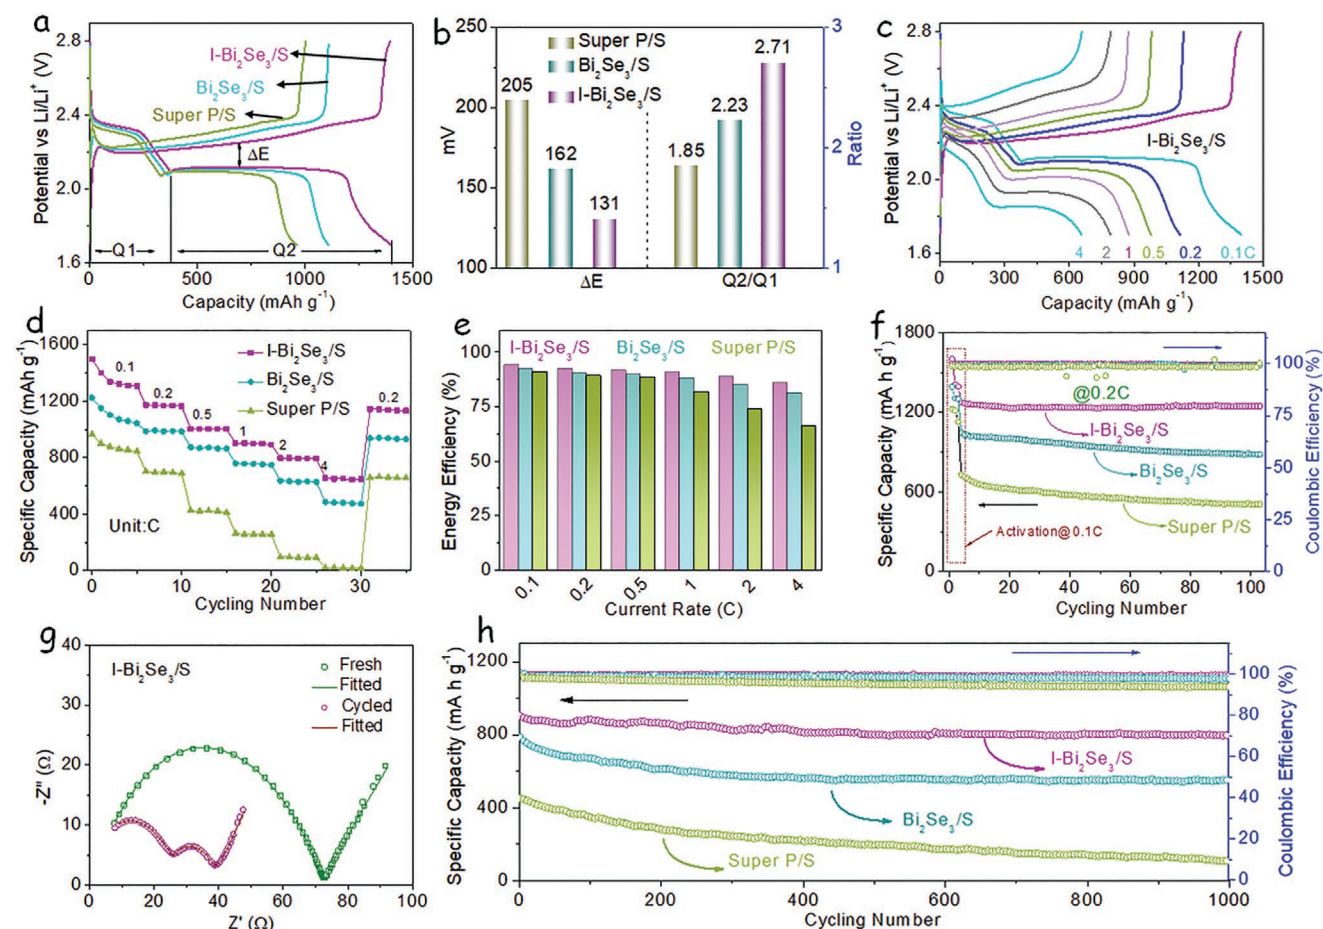 a
2.8
2.4
2.0
1.6
Potential vs Li/Li⁺ (V)
I-Bi₂Se₃/S
Bi₂Se₃/S
Super P/S
ΔE
Q1
Q2
0 500 1000 1500
Capacity (mAh g⁻¹)
b
250
200
150
100
mV
Super P/S
Bi₂Se₃/S
I-Bi₂Se₃/S
205
162
131
1.85
2.23
2.71
3
2
1
Ratio
ΔE Q2/Q1
c
2.8
2.4
2.0
1.6
Potential vs Li/Li⁺ (V)
I-Bi₂Se₃/S
4 2 1 0.5 0.2 0.1C
0 300 600 900 1200 1500
Capacity (mAh g⁻¹)
d
1600
1200
800
400
0
Specific Capacity (mAh g⁻¹)
I-Bi₂Se₃/S
Bi₂Se₃/S
Super P/S
0.1
0.2
0.5
1
2
4
0.2
Unit:C
0 10 20 30
Cycling Number
e
100
75
50
25
0
Energy Efficiency (%)
I-Bi₂Se₃/S Bi₂Se₃/S Super P/S
0.1 0.2 0.5 1 2 4
Current Rate (C)
f
1800
1200
600
0
Specific Capacity (mA h g⁻¹)
@0.2C
I-Bi₂Se₃/S
Bi₂Se₃/S
Super P/S
Activation@0.1C
100
75
50
25
0
Coulombic Efficiency (%)
0 20 40 60 80 100
Cycling Number
g
40
30
20
10
0
-Z'' (Ω)
I-Bi₂Se₃/S
Fresh
Fitted
Cycled
Fitted
0 20 40 60 80 100
Z' (Ω)
h
1200
800
400
0
Specific Capacity (mA h g⁻¹)
I-Bi₂Se₃/S
Bi₂Se₃/S
Super P/S
100
80
70
60
40
20
0
Coulombic Efficiency (%)
0 200 400 600 800 1000
Cycling Number